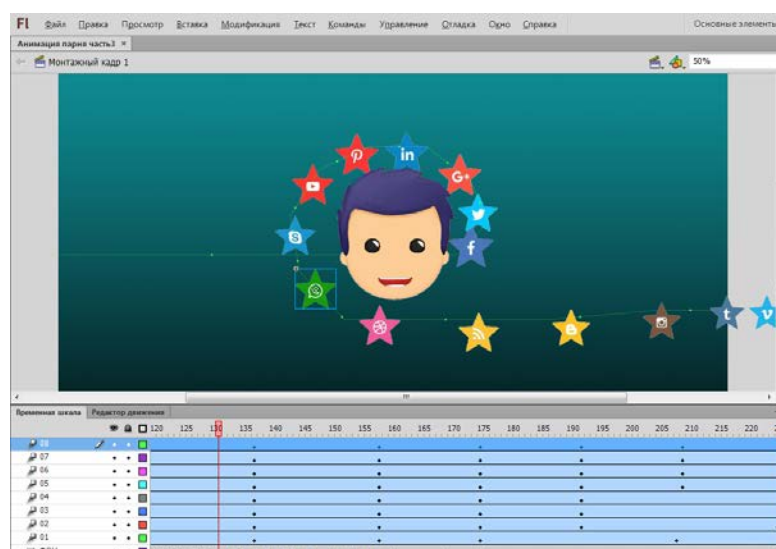 Fl Файл Правка Просмотр Вставка Модификация Текст Команды Управление Отладка Окно Справка Основные элементы
Анимация парня часть3 ×
Монтажный кадр 1 50%
in
G+
f
t
v
Временная шкала Редактор движения
120 125 130 135 140 145 150 155 160 165 170 175 180 185 190 195 200 205 210 215 220
08
07
06
05
04
03
02
01